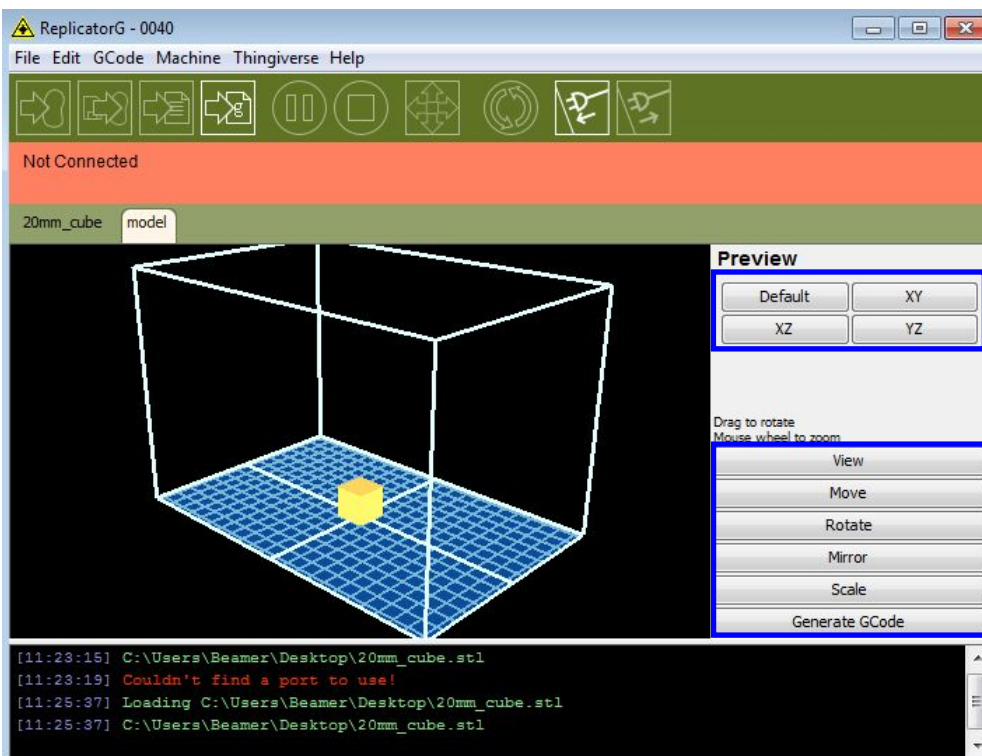 ReplicatorG - 0040
File Edit GCode Machine Thingiverse Help
g
Not Connected
20mm_cube model
Preview
Default XY
XZ YZ
Drag to rotate
Mouse wheel to zoom
View
Move
Rotate
Mirror
Scale
Generate GCode
[11:23:15] C:\Users\Beamer\Desktop\20mm_cube.stl
[11:23:19] Couldn't find a port to use!
[11:25:37] Loading C:\Users\Beamer\Desktop\20mm_cube.stl
[11:25:37] C:\Users\Beamer\Desktop\20mm_cube.stl